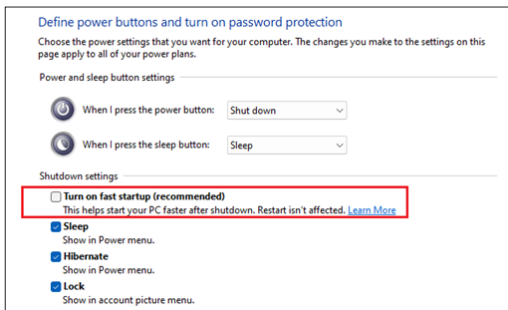 Define power buttons and turn on password protection
Choose the power settings that you want for your computer. The changes you make to the settings on this
page apply to all of your power plans.
Power and sleep button settings
When I press the power button: Shut down
When I press the sleep button: Sleep
Shutdown settings
Turn on fast startup (recommended)
This helps start your PC faster after shutdown. Restart isn't affected. Learn More
Sleep
Show in Power menu.
Hibernate
Show in Power menu.
Lock
Show in account picture menu.